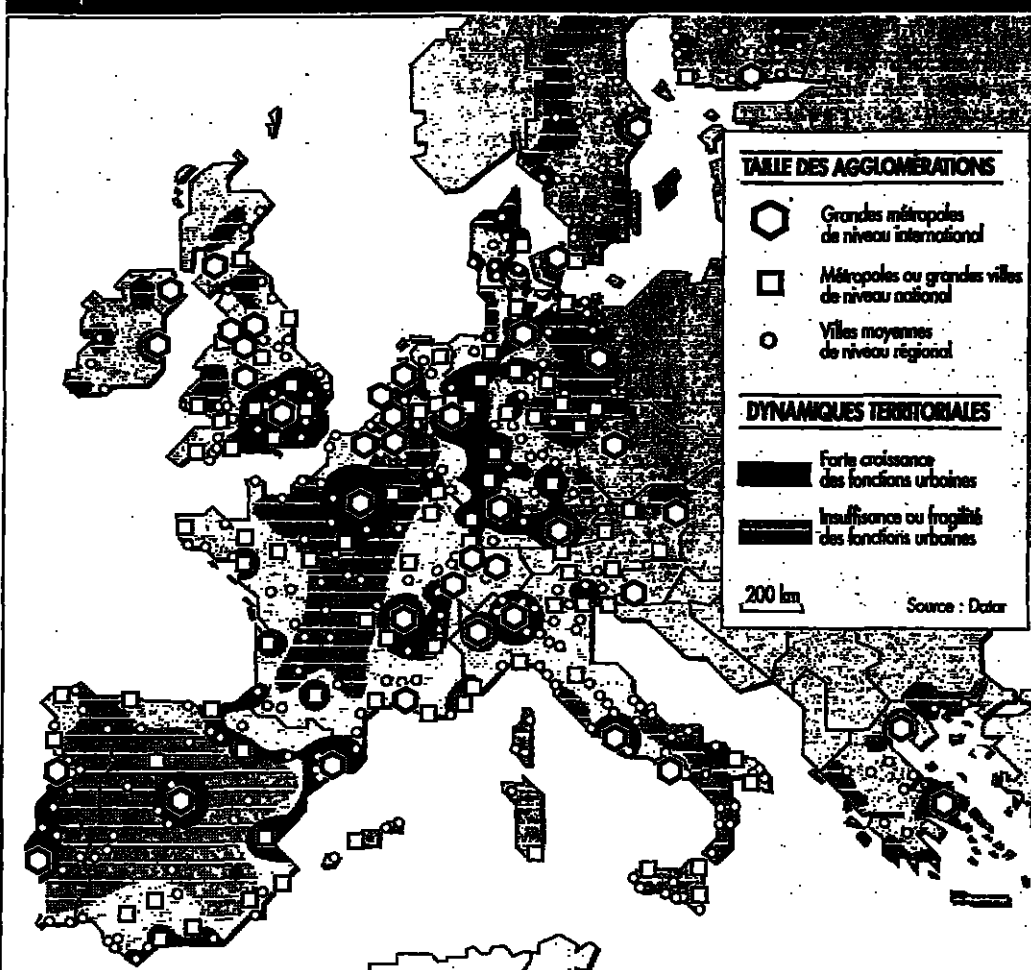 TAILLE DES AGGLOMÉRATIONS
Grandes métropoles
de niveau international
Métropoles ou grandes villes
de niveau national
Villes moyennes
de niveau régional
DYNAMIQUES TERRITORIALES
Forte croissance
des fonctions urbaines
Insuffisance ou fragilité
des fonctions urbaines
200 km
Source : Datar